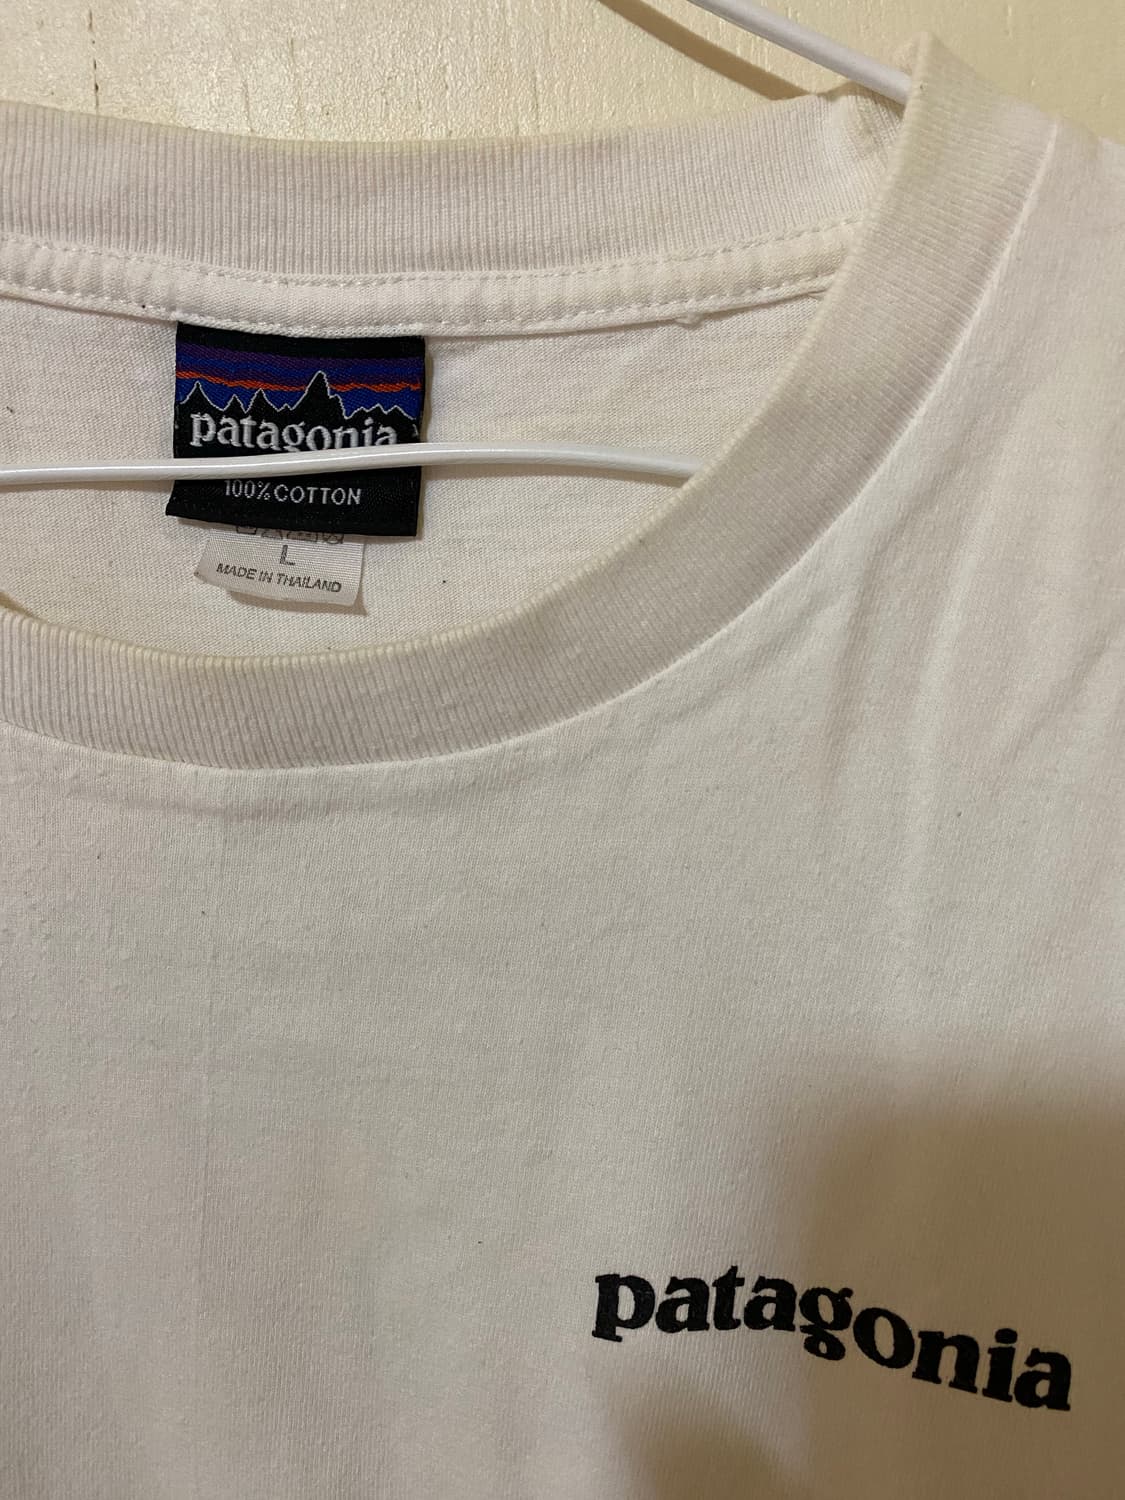 patagonia
100% COTTON
L
MADE IN THAILAND
patagonia